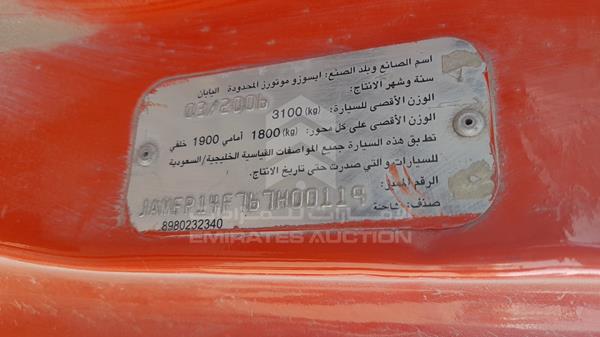 اسم الصانع وبلد الصنع: ايسوزو موتورز المحدودة اليابان
سنة وشهر الانتاج: 03/2006
الوزن الأقصى للسيارة: 3100 (kg)
الوزن الأقصى على كل محور: 1800 (kg) أمامي 1900 خلفي
تطابق هذه السيارة جميع المواصفات القياسية الخليجية/السعودية
للسيارات والتي صدرت حتى تاريخ الانتاج.
الرقم المميز:
صنف: شاحنة
JAMFP14F767H00119
8980232340
EMIRATES AUCTION